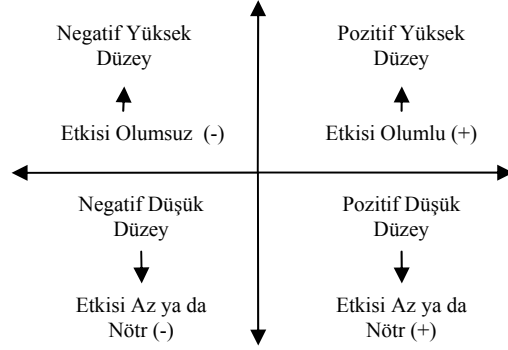 Negatif Yüksek
Düzey
Etkisi Olumsuz (-)
Pozitif Yüksek
Düzey
Etkisi Olumlu (+)
Negatif Düşük
Düzey
Etkisi Az ya da
Nötr (-)
Pozitif Düşük
Düzey
Etkisi Az ya da
Nötr (+)